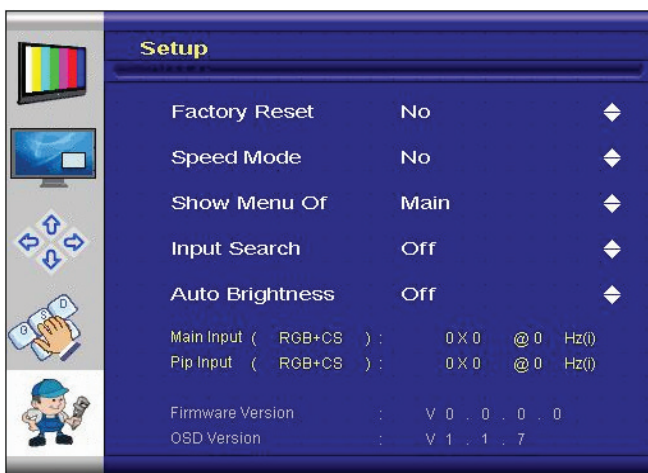 Setup
Factory Reset No
Speed Mode No
Show Menu Of Main
Input Search Off
Auto Brightness Off
Main Input ( RGB+CS ) : 0 X 0 @ 0 Hz(i)
Pip Input ( RGB+CS ) : 0 X 0 @ 0 Hz(i)
Firmware Version : V 0 . 0 . 0 . 0
OSD Version : V 1 . 1 . 7
G S D